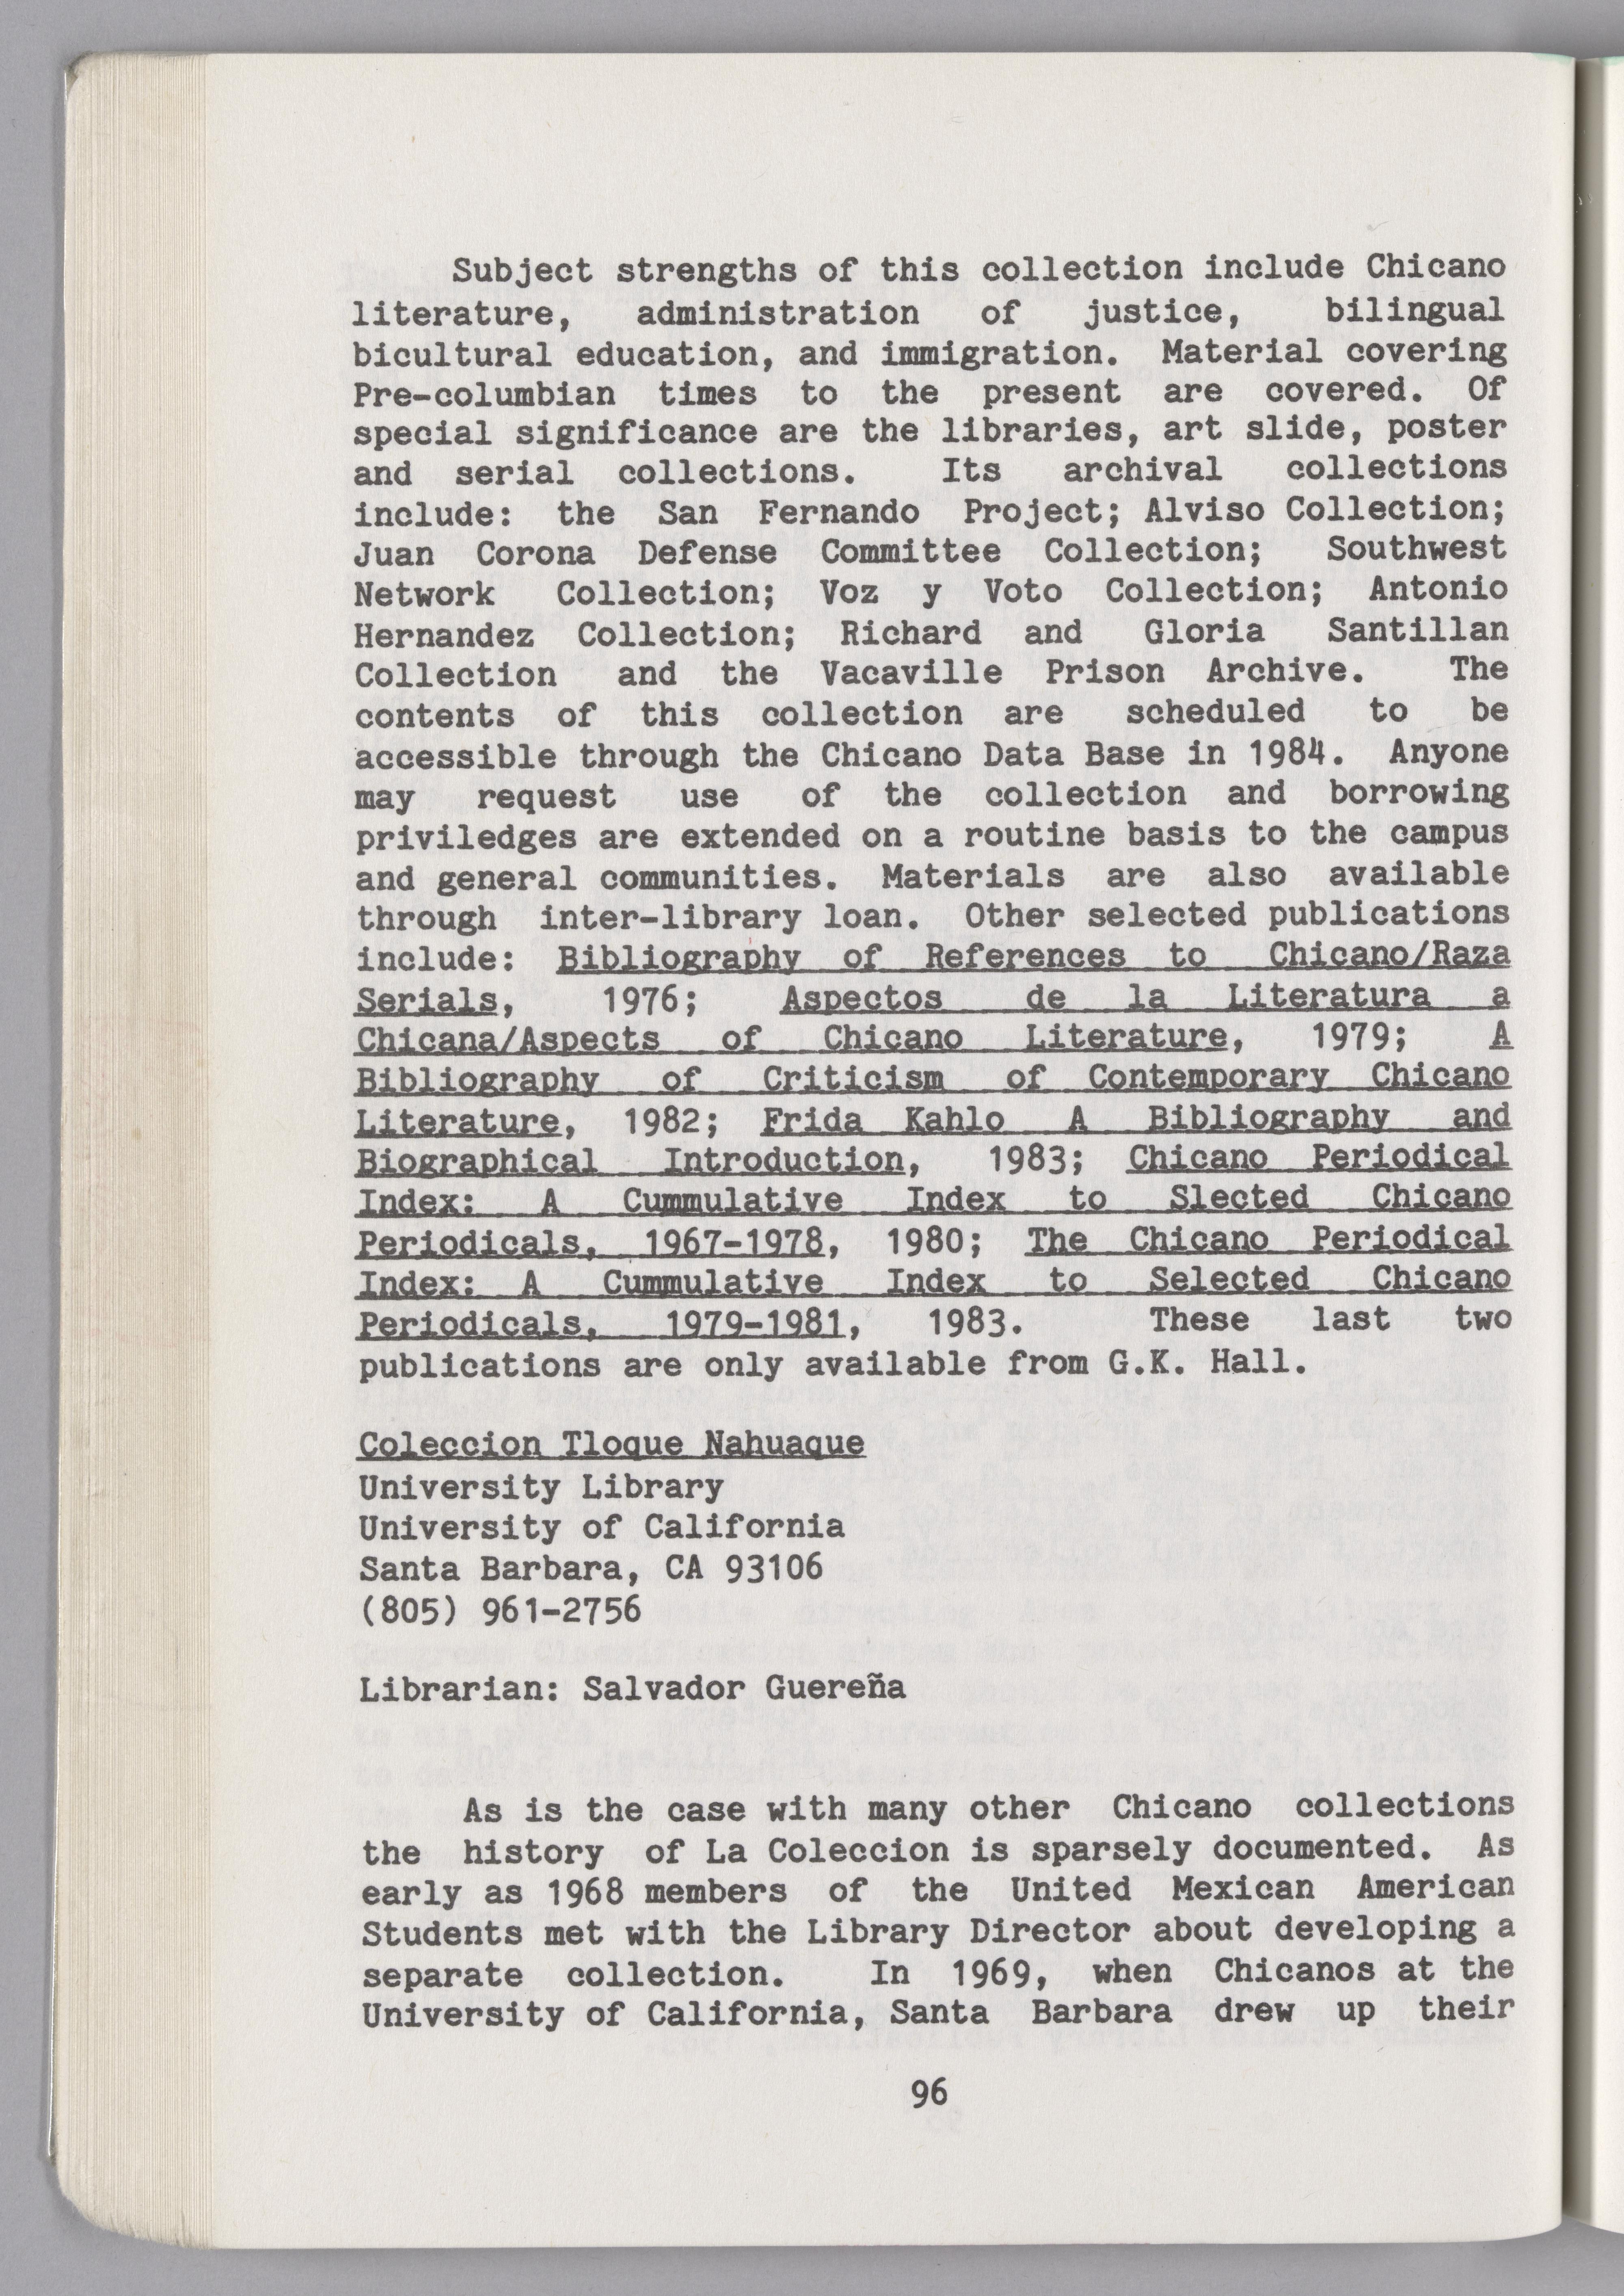 Subject strengths of this collection include Chicano
literature, administration of justice, bilingual
bicultural education, and immigration. Material covering
Pre-columbian times to the present are covered. Of
special significance are the libraries, art slide, poster
and serial collections. Its archival collections
include: the San Fernando Project; Alviso Collection;
Juan Corona Defense Committee Collection; Southwest
Network Collection; Voz y Voto Collection; Antonio
Hernandez Collection; Richard and Gloria Santillan
Collection and the Vacaville Prison Archive. The
contents of this collection are scheduled to be
accessible through the Chicano Data Base in 1984. Anyone
may request use of the collection and borrowing
priviledges are extended on a routine basis to the campus
and general communities. Materials are also available
through inter-library loan. Other selected publications
include: Bibliography of References to Chicano/Raza
Serials, 1976; Aspectos de la Literatura a
Chicana/Aspects of Chicano Literature, 1979; A
Bibliography of Criticism of Contemporary Chicano
Literature, 1982; Frida Kahlo A Bibliography and
Biographical Introduction, 1983; Chicano Periodical
Index: A Cummulative Index to Slected Chicano
Periodicals, 1967-1978, 1980; The Chicano Periodical
Index: A Cummulative Index to Selected Chicano
Periodicals, 1979-1981, 1983. These last two
publications are only available from G.K. Hall.
Coleccion Tloque Nahuaque
University Library
University of California
Santa Barbara, CA 93106
(805) 961-2756
Librarian: Salvador Guereña
As is the case with many other Chicano collections
the history of La Coleccion is sparsely documented. As
early as 1968 members of the United Mexican American
Students met with the Library Director about developing a
separate collection. In 1969, when Chicanos at the
University of California, Santa Barbara drew up their
96